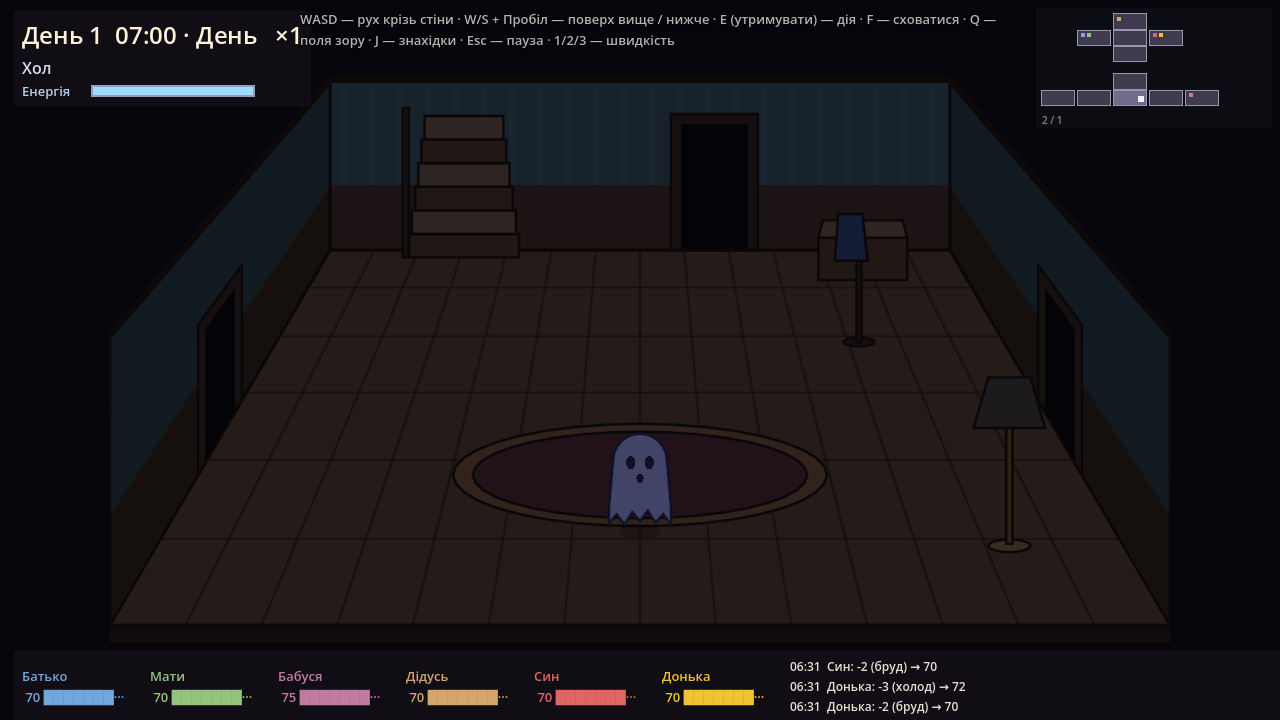 День 1 07:00 · День ×1
Хол
Енергія
WASD — рух крізь стіни · W/S + Пробіл — поверх вище / нижче · E (утримувати) — дія · F — сховатися · Q —
поля зору · J — знахідки · Esc — пауза · 1/2/3 — швидкість
2 / 1
Батько Мати Бабуся Дідусь Син Донька
70 70 75 70 70 70
06:31 Син: -2 (бруд) → 70
06:31 Донька: -3 (холод) → 72
06:31 Донька: -2 (бруд) → 70